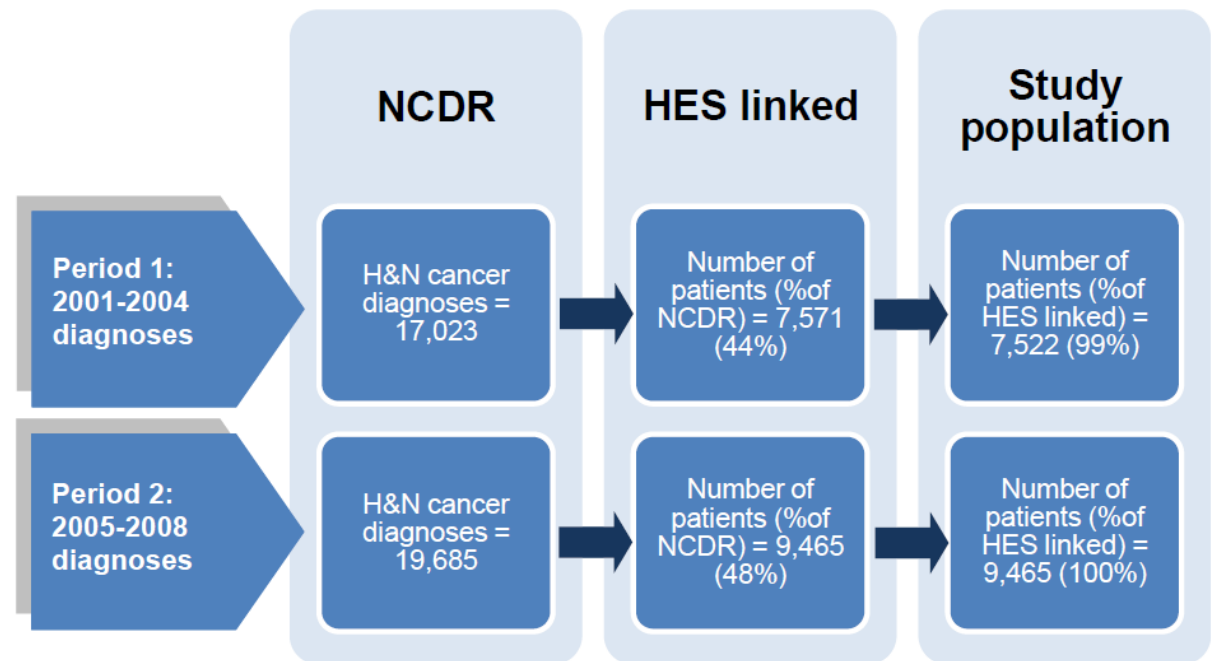 NCDR
HES linked
Study
population
Period 1:
2001-2004
diagnoses
H&N cancer
diagnoses =
17,023
Number of
patients (%of
NCDR) = 7,571
(44%)
Number of
patients (%of
HES linked) =
7,522 (99%)
Period 2:
2005-2008
diagnoses
H&N cancer
diagnoses =
19,685
Number of
patients (%of
NCDR) = 9,465
(48%)
Number of
patients (%of
HES linked) =
9,465 (100%)